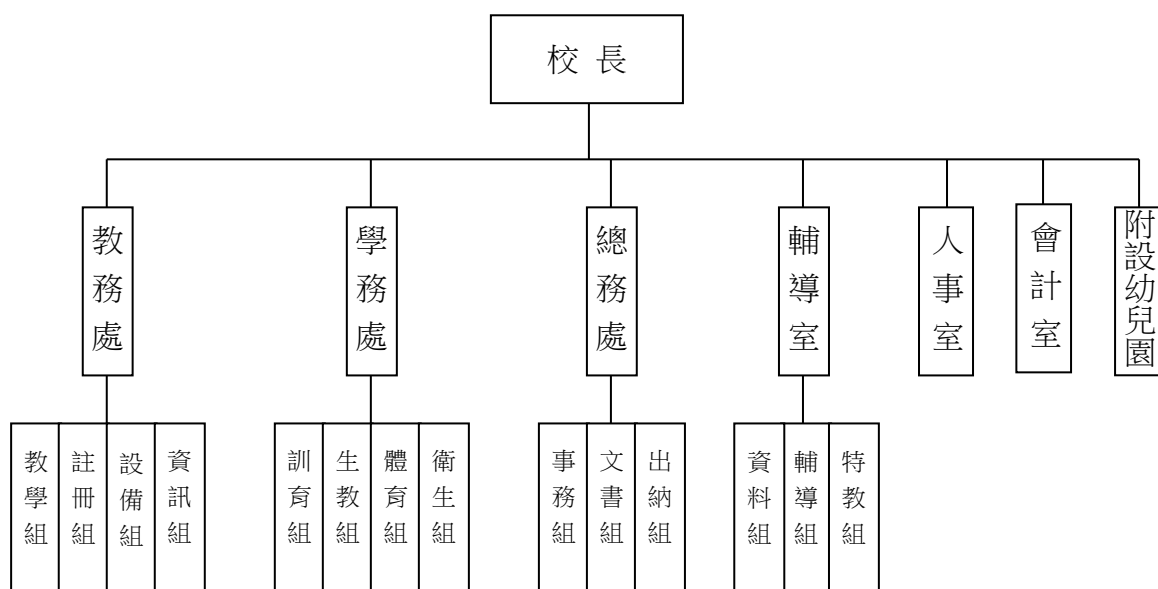 校長
教務處
學務處
總務處
輔導室
人事室
會計室
附設幼兒園
教學組
註冊組
設備組
資訊組
訓育組
生教組
體育組
衛生組
事務組
文書組
出納組
資料組
輔導組
特教組